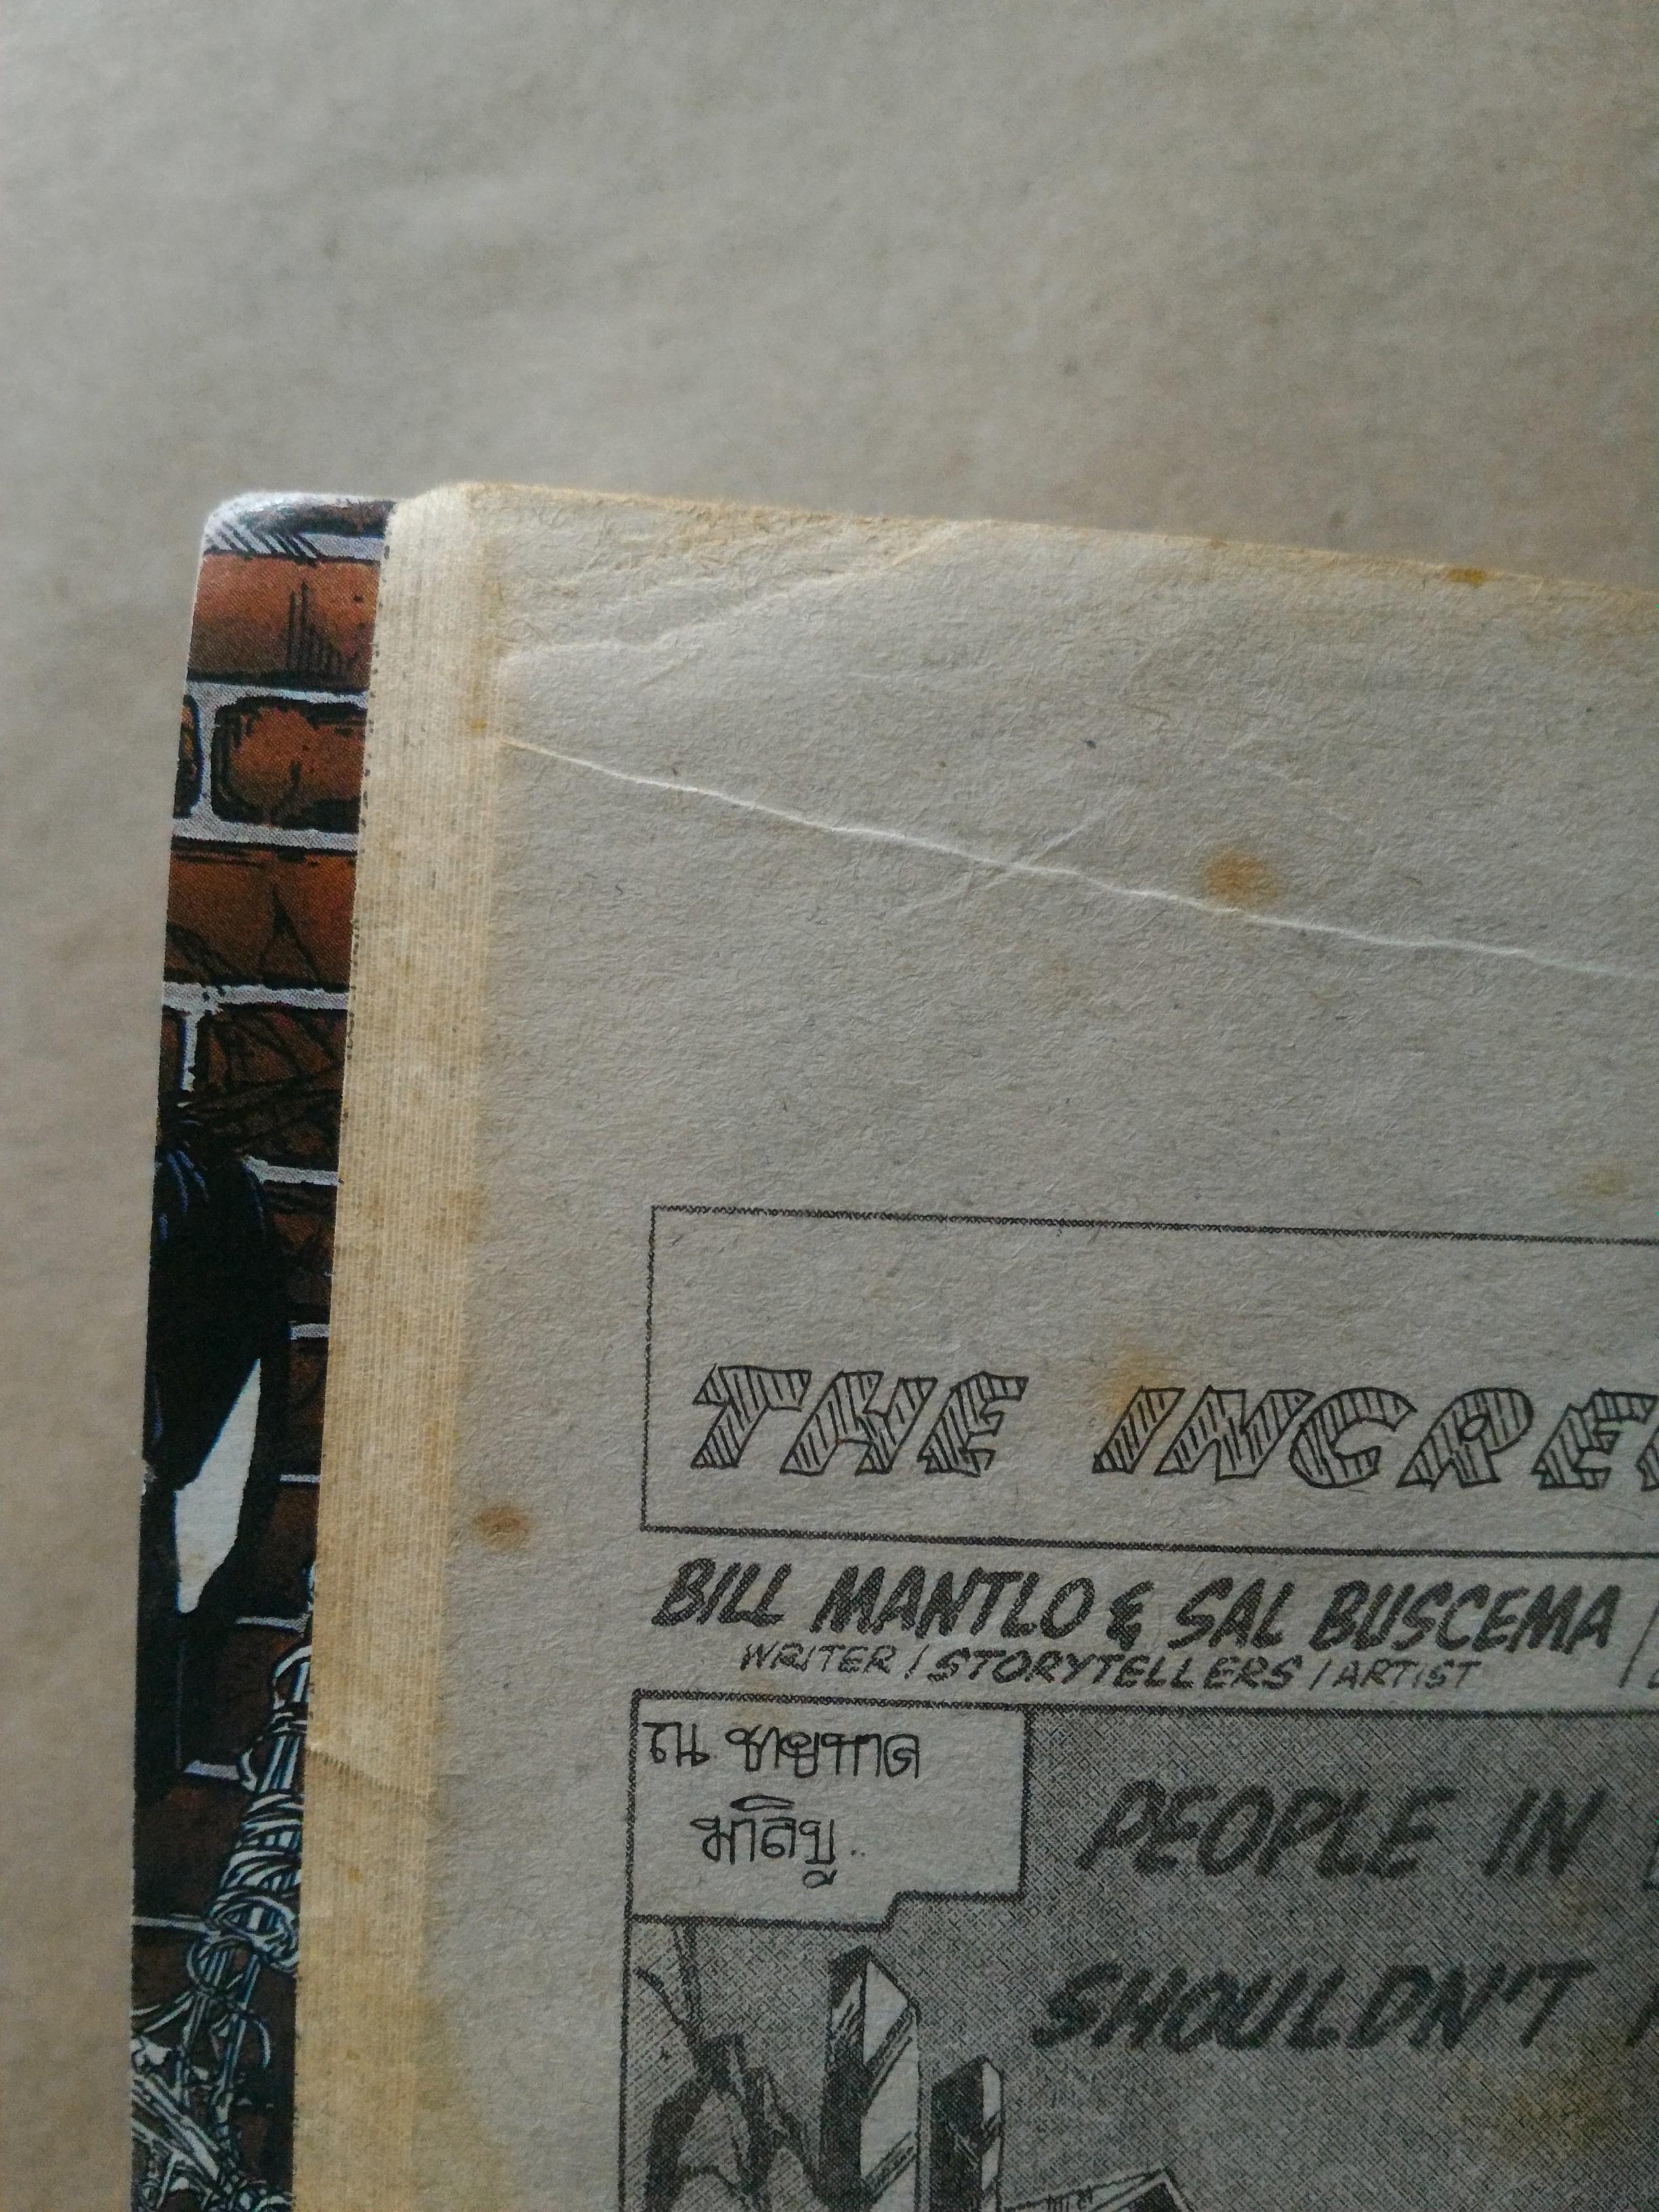 THE INCRE
BILL MANTLO & SAL BUSCEMA
WRITER / STORYTELLERS / ARTIST
ณ ชายหาด
มาลิบู..
PEOPLE IN
SHOULDN'T